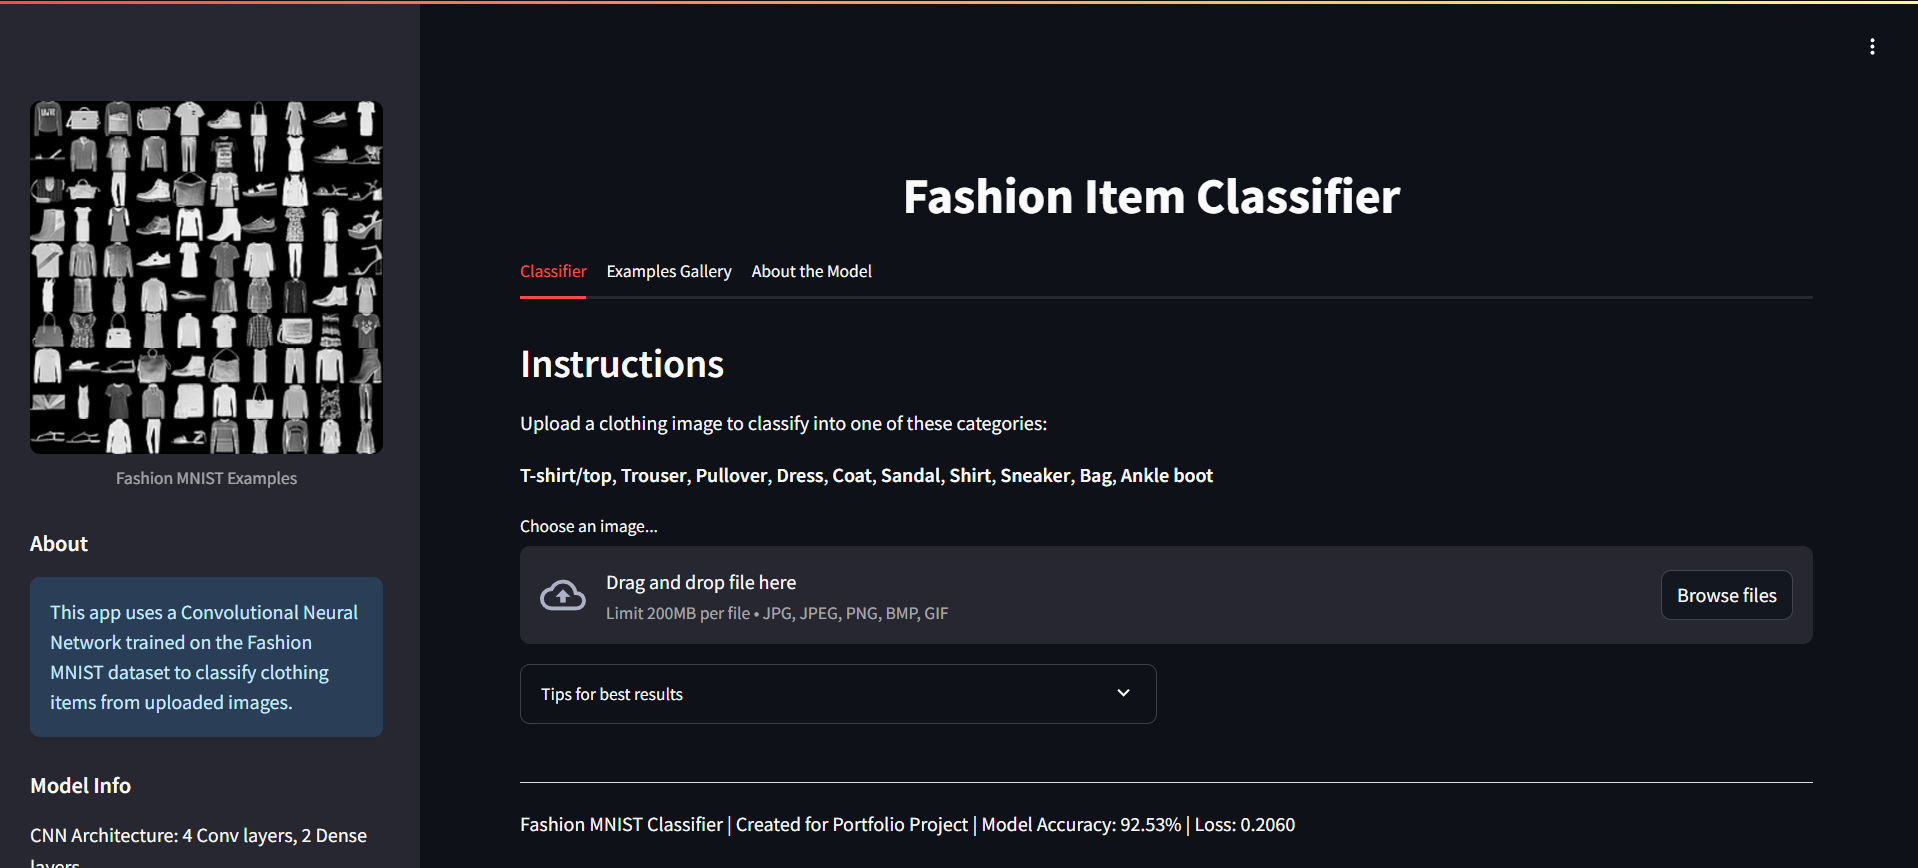 Fashion MNIST Examples
About
This app uses a Convolutional Neural
Network trained on the Fashion
MNIST dataset to classify clothing
items from uploaded images.
Model Info
CNN Architecture: 4 Conv layers, 2 Dense
layers
Fashion Item Classifier
Classifier Examples Gallery About the Model
Instructions
Upload a clothing image to classify into one of these categories:
T-shirt/top, Trouser, Pullover, Dress, Coat, Sandal, Shirt, Sneaker, Bag, Ankle boot
Choose an image...
Drag and drop file here
Limit 200MB per file • JPG, JPEG, PNG, BMP, GIF
Browse files
Tips for best results
Fashion MNIST Classifier | Created for Portfolio Project | Model Accuracy: 92.53% | Loss: 0.2060